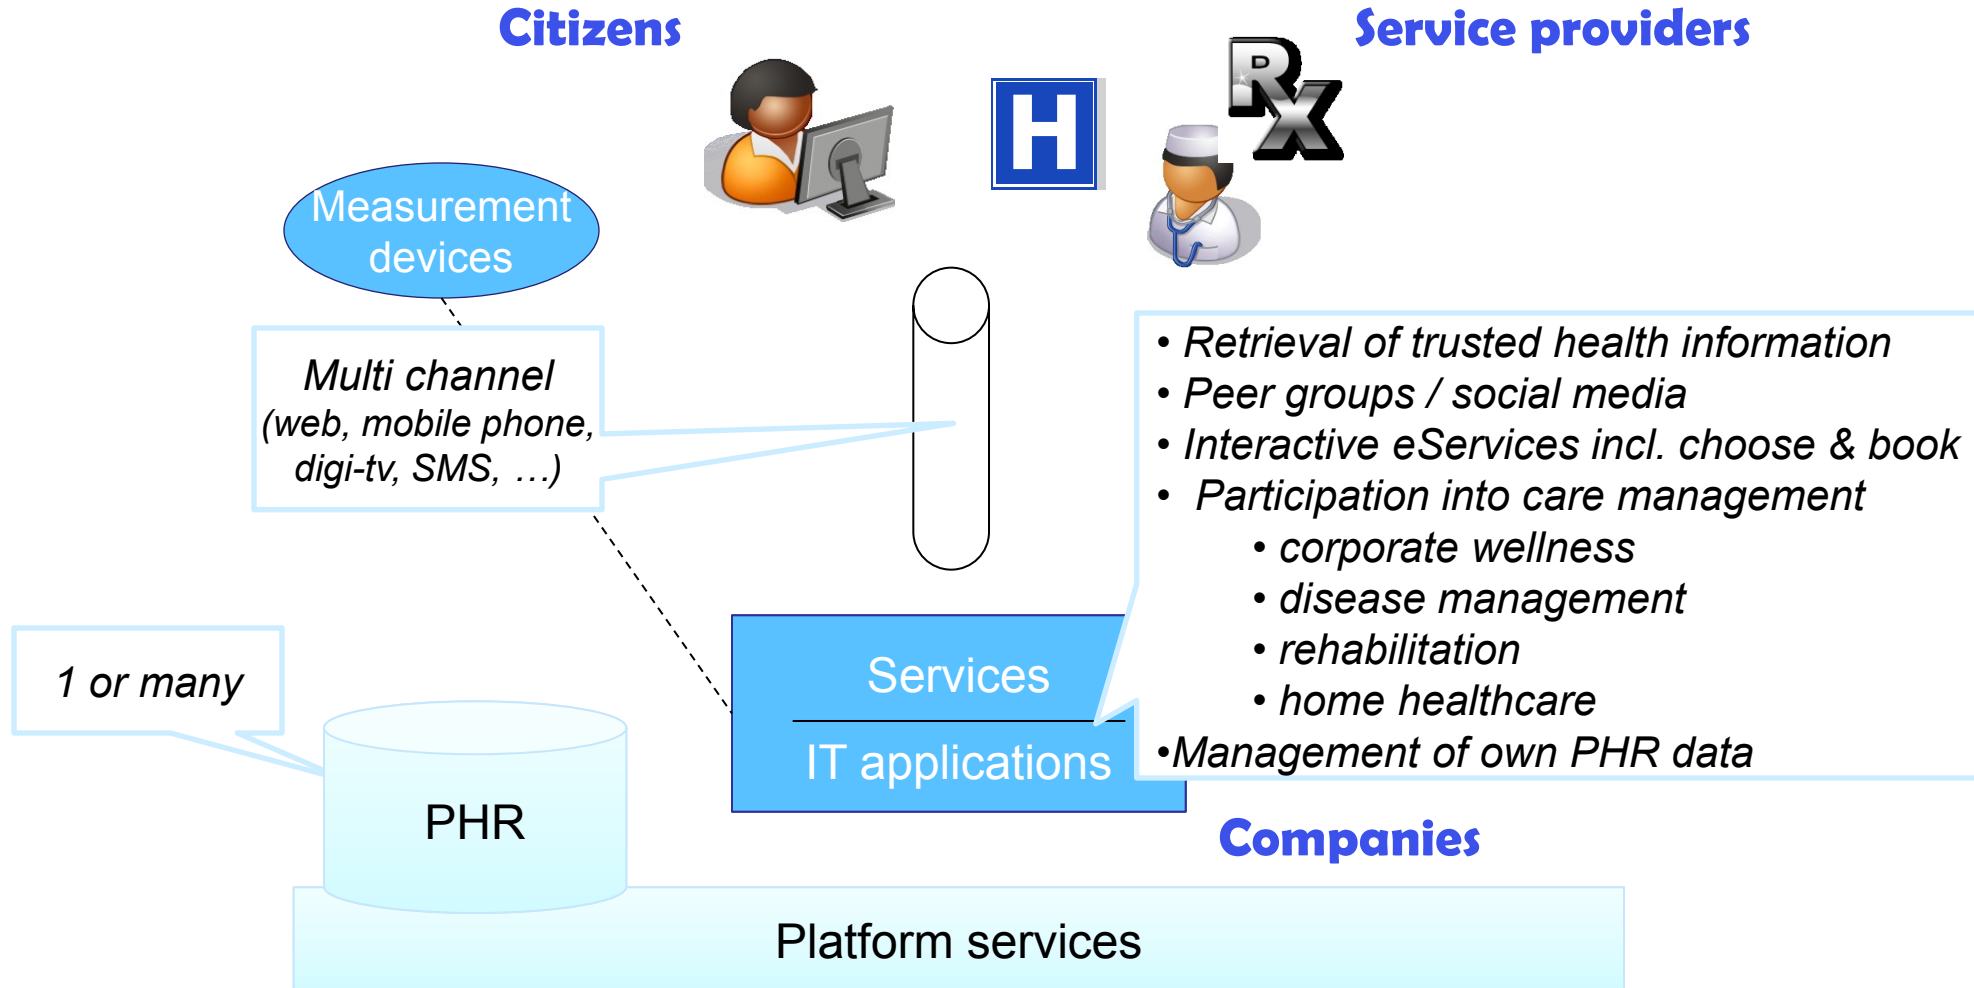 Citizens
Service providers
H
RX
Measurement
devices
Multi channel
(web, mobile phone,
digi-tv, SMS, …)
• Retrieval of trusted health information
• Peer groups / social media
• Interactive eServices incl. choose & book
• Participation into care management
• corporate wellness
• disease management
• rehabilitation
• home healthcare
•Management of own PHR data
1 or many
Services
IT applications
PHR
Companies
Platform services